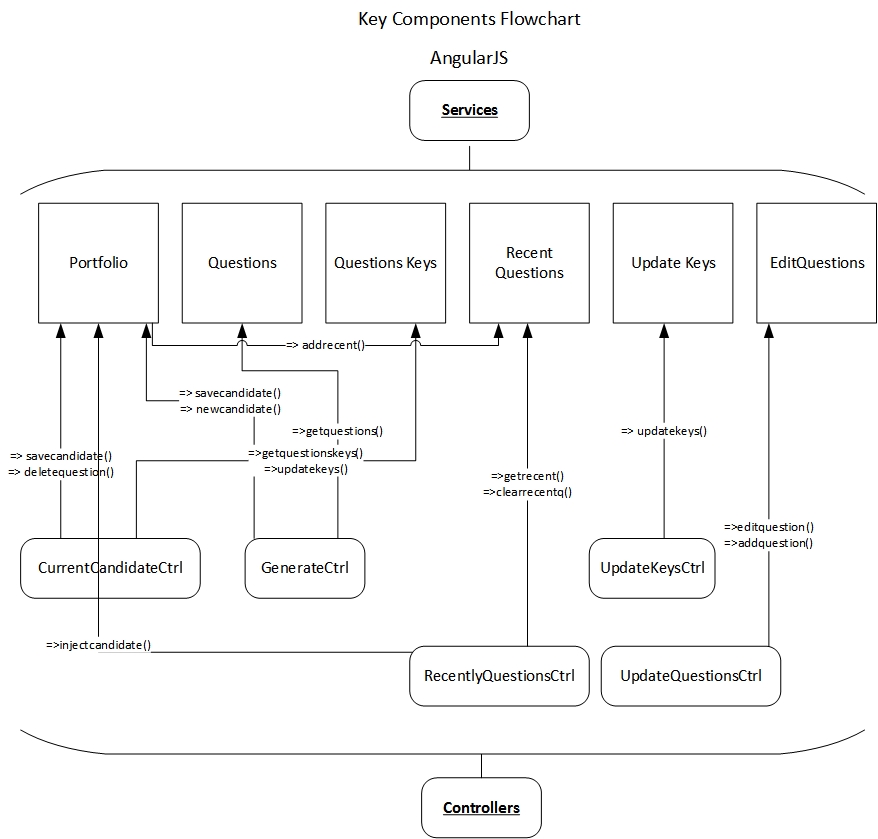 Key Components Flowchart
AngularJS
Services
Portfolio
Questions
Questions Keys
Recent
Questions
Update Keys
EditQuestions
=> addrecent()
=> savecandidate()
=> newcandidate()
=>getquestions()
=> updatekeys()
=> savecandidate()
=> deletequestion()
=>getquestionskeys()
=>updatekeys()
=>getrecent()
=>clearrecentq()
=>editquestion()
=>addquestion()
CurrentCandidateCtrl
GenerateCtrl
UpdateKeysCtrl
=>injectcandidate()
RecentlyQuestionsCtrl
UpdateQuestionsCtrl
Controllers